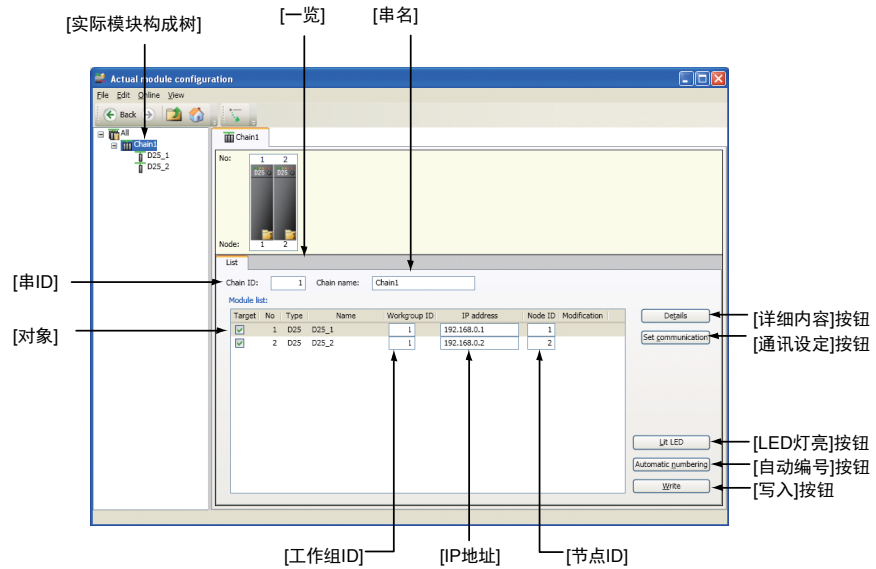 [实际模块构成树]
[一览]
[串名]
Actual module configuration
File Edit Online View
Back
All
Chain1
D25_1
D25_2
Chain1
No: 1 2
D25 D25
Node: 1 2
List
[串ID]
Chain ID: 1 Chain name: Chain1
Module list:
Target No Type Name Workgroup ID IP address Node ID Modification
[对象]
1 D25 D25_1 1 192.168.0.1 1
2 D25 D25_2 1 192.168.0.2 2
Details
[详细内容]按钮
Set communication
[通讯设定]按钮
Lit LED
[LED灯亮]按钮
Automatic numbering
[自动编号]按钮
Write
[写入]按钮
[工作组ID]
[IP地址]
[节点ID]